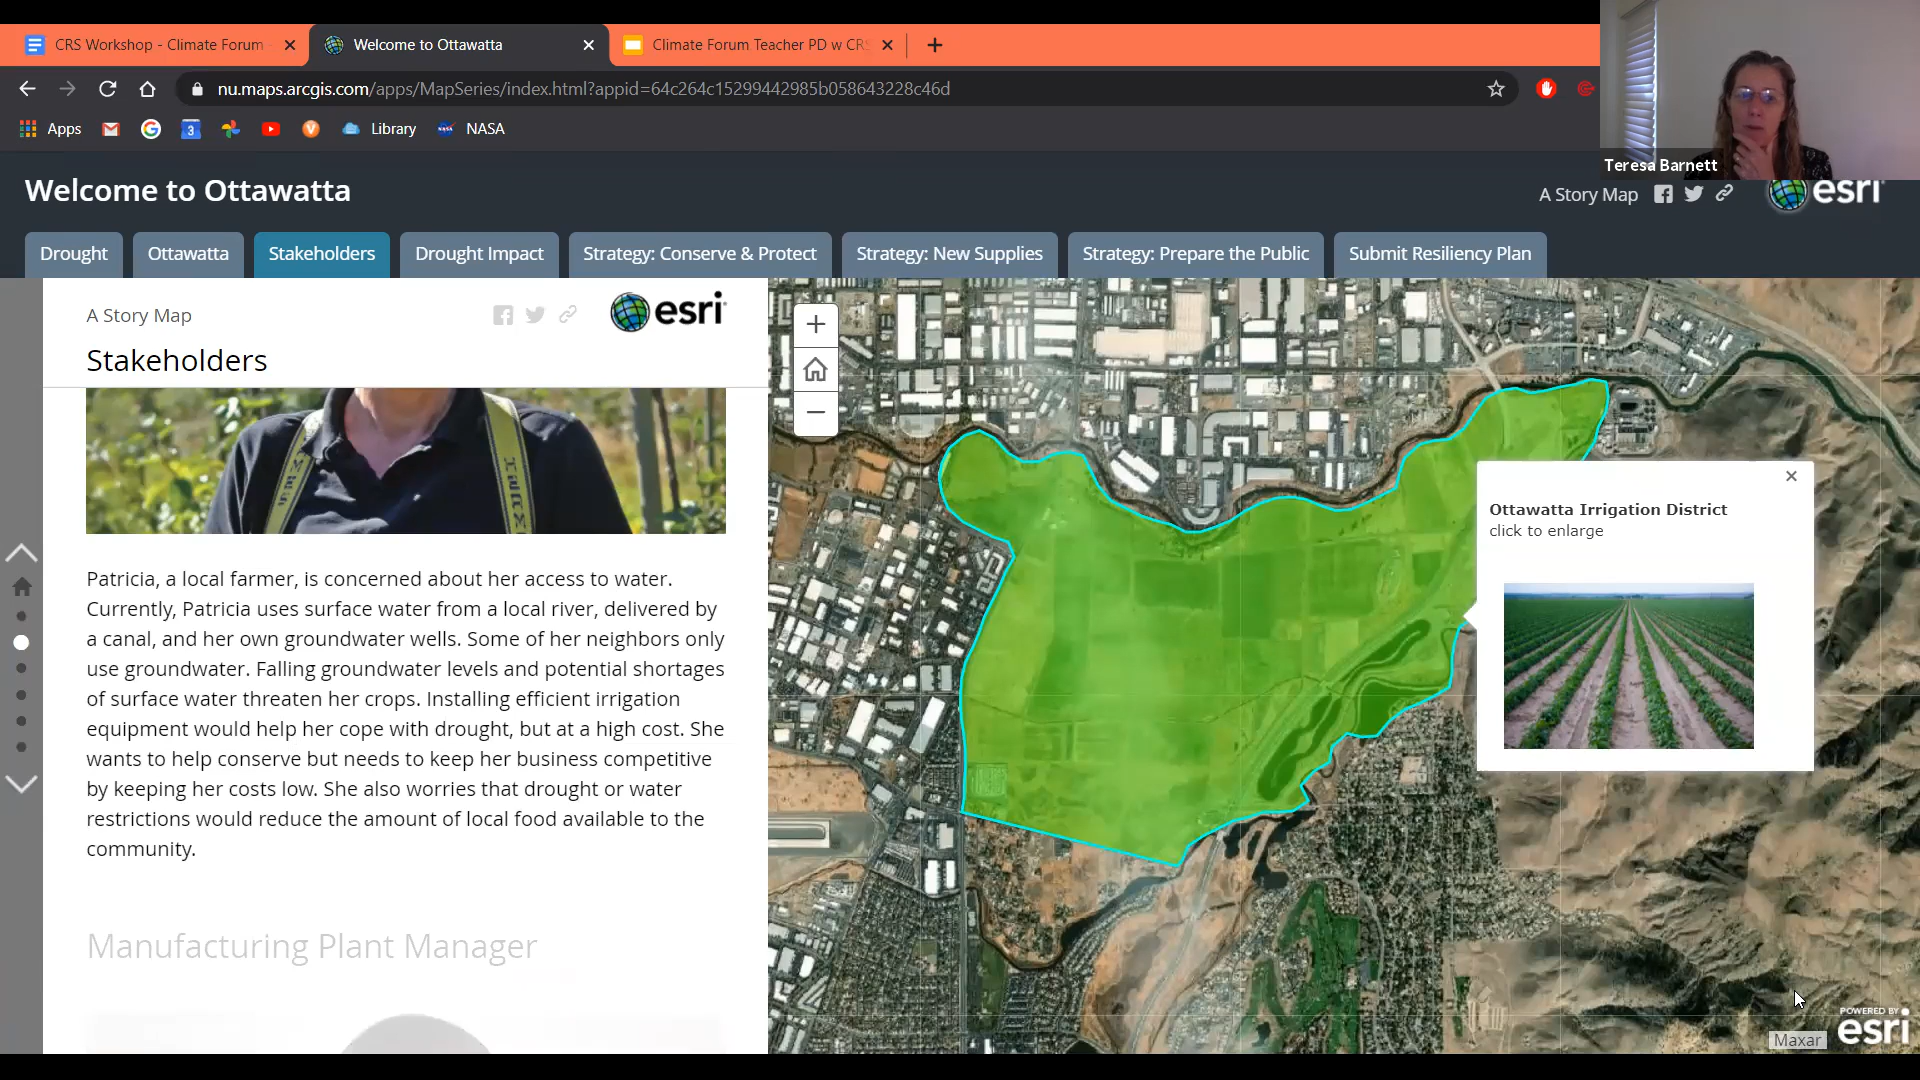 CRS Workshop - Climate Forum
Welcome to Ottawatta
Climate Forum Teacher PD w CRS
nu.maps.arcgis.com/apps/MapSeries/index.html?appid=64c264c15299442985b058643228c46d
Apps
3
Library
NASA
NASA
Teresa Barnett
Welcome to Ottawatta
A Story Map
esri
Drought
Ottawatta
Stakeholders
Drought Impact
Strategy: Conserve & Protect
Strategy: New Supplies
Strategy: Prepare the Public
Submit Resiliency Plan
A Story Map
esri
Stakeholders
Patricia, a local farmer, is concerned about her access to water.
Currently, Patricia uses surface water from a local river, delivered by
a canal, and her own groundwater wells. Some of her neighbors only
use groundwater. Falling groundwater levels and potential shortages
of surface water threaten her crops. Installing efficient irrigation
equipment would help her cope with drought, but at a high cost. She
wants to help conserve but needs to keep her business competitive
by keeping her costs low. She also worries that drought or water
restrictions would reduce the amount of local food available to the
community.
Manufacturing Plant Manager
Ottawatta Irrigation District
click to enlarge
POWERED BY
esri
Maxar